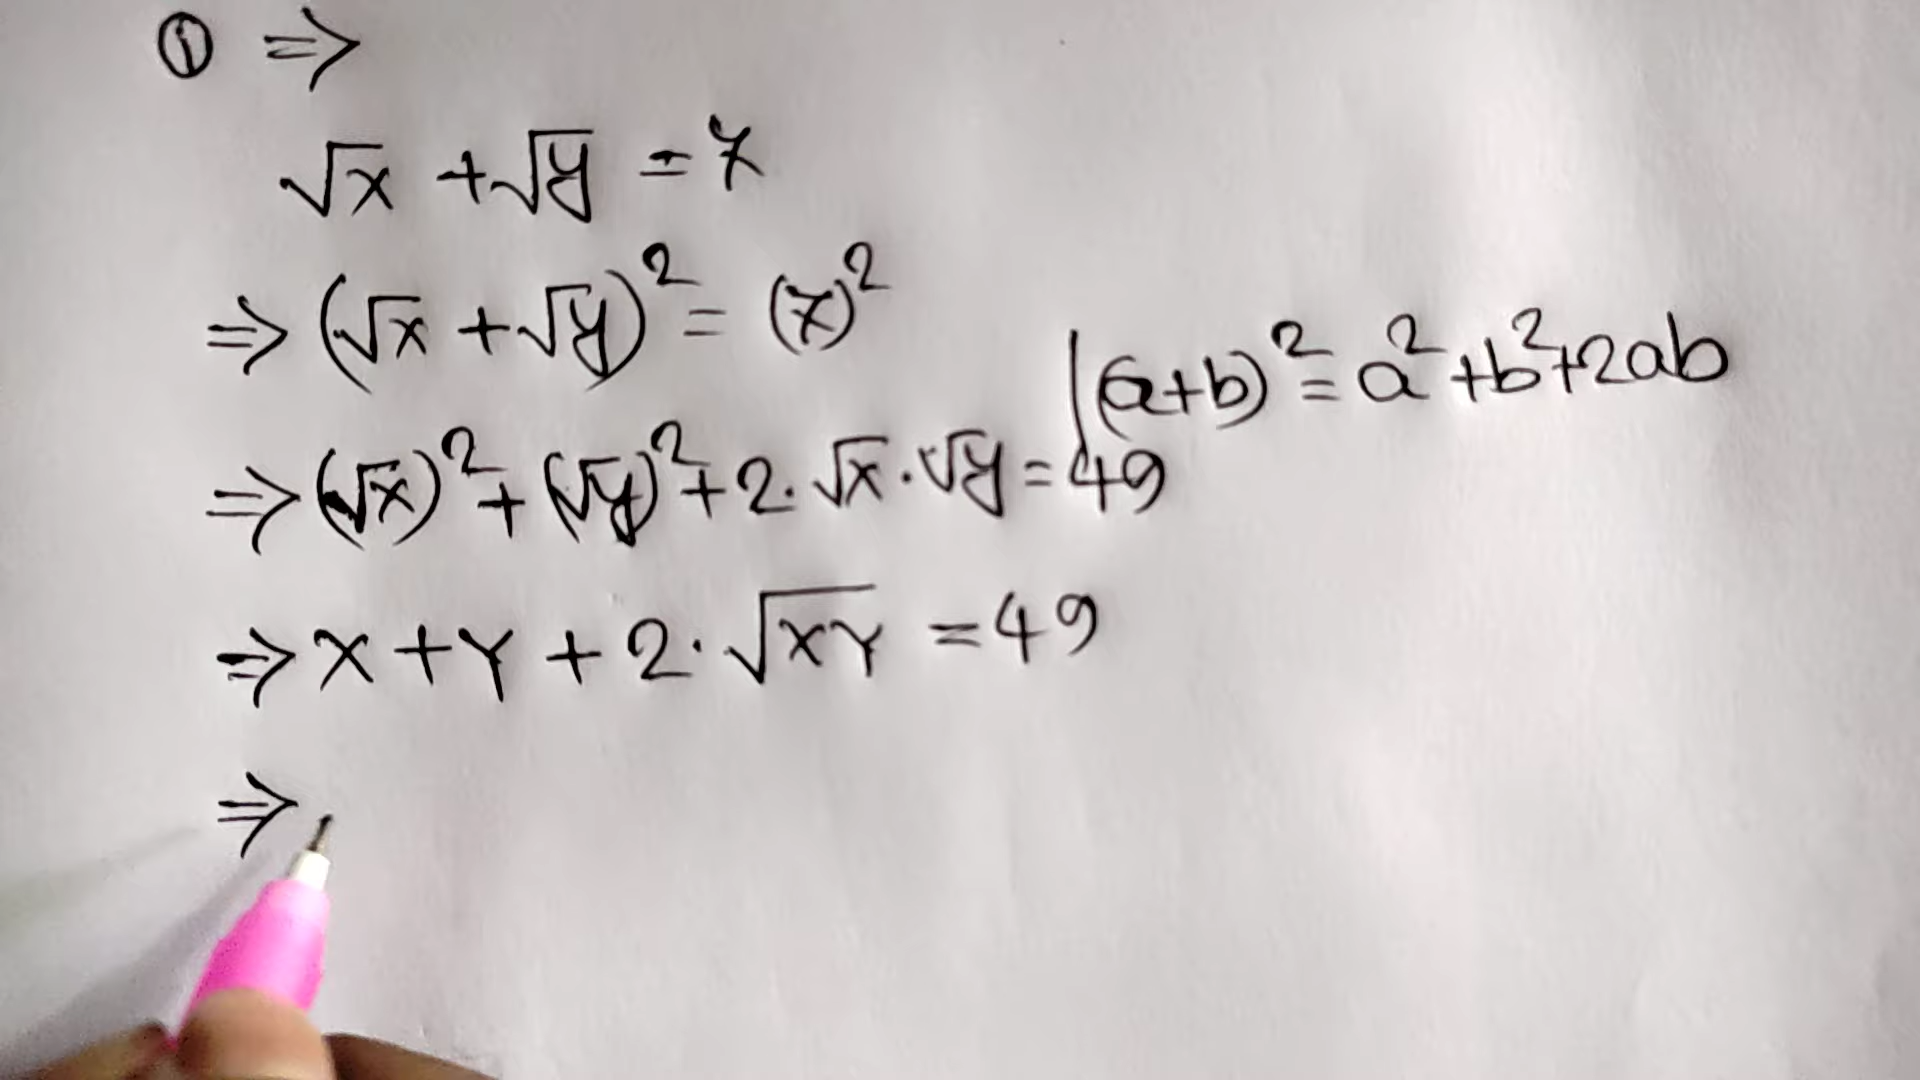 ① ⇒
√x + √y = 7
⇒ (√x + √y)² = (7)²
(a+b)² = a² + b² + 2ab
⇒ (√x)² + (√y)² + 2. √x . √y = 49
⇒ x + y + 2. √xy = 49
⇒